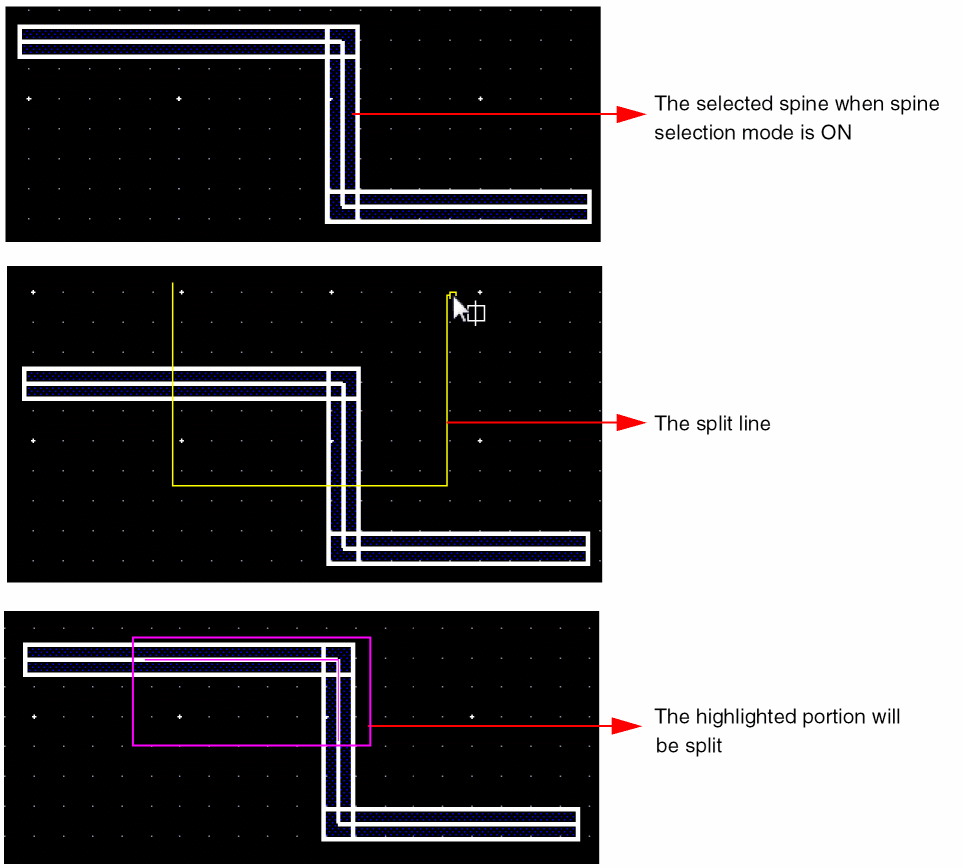 The selected spine when spine
selection mode is ON
The split line
The highlighted portion will
be split